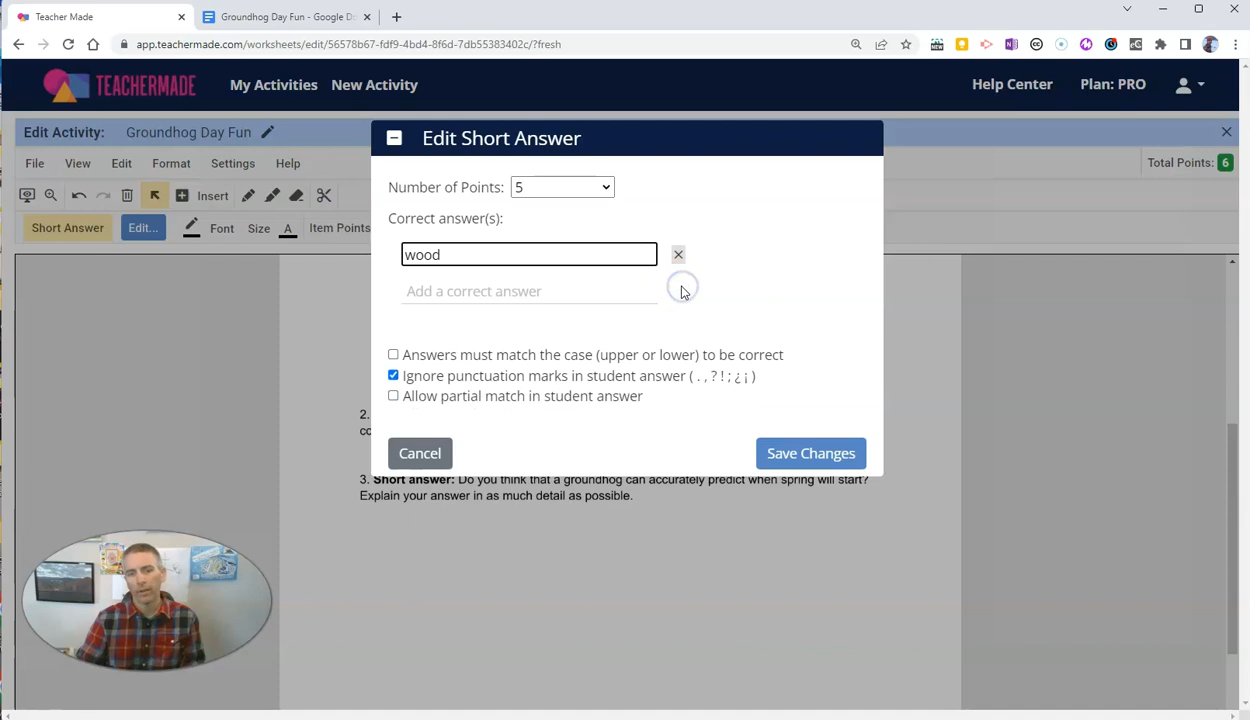 Teacher Made
Groundhog Day Fun - Google D
app.teachermade.com/worksheets/edit/56578b67-fdf9-4bd4-8f6d-7db55383402c/?fresh
TEACHERMADE
My Activities
New Activity
Help Center
Plan: PRO
Edit Activity:
Groundhog Day Fun
File
View
Edit
Format
Settings
Help
Total Points: 6
Insert
Short Answer
Edit...
Font
Size
A
Item Points
Edit Short Answer
Number of Points: 5
Correct answer(s):
wood
Add a correct answer
Answers must match the case (upper or lower) to be correct
Ignore punctuation marks in student answer ( . , ? ! ; ¿ ¡ )
Allow partial match in student answer
Cancel
Save Changes
2.
3. Short answer: Do you think that a groundhog can accurately predict when spring will start?
Explain your answer in as much detail as possible.